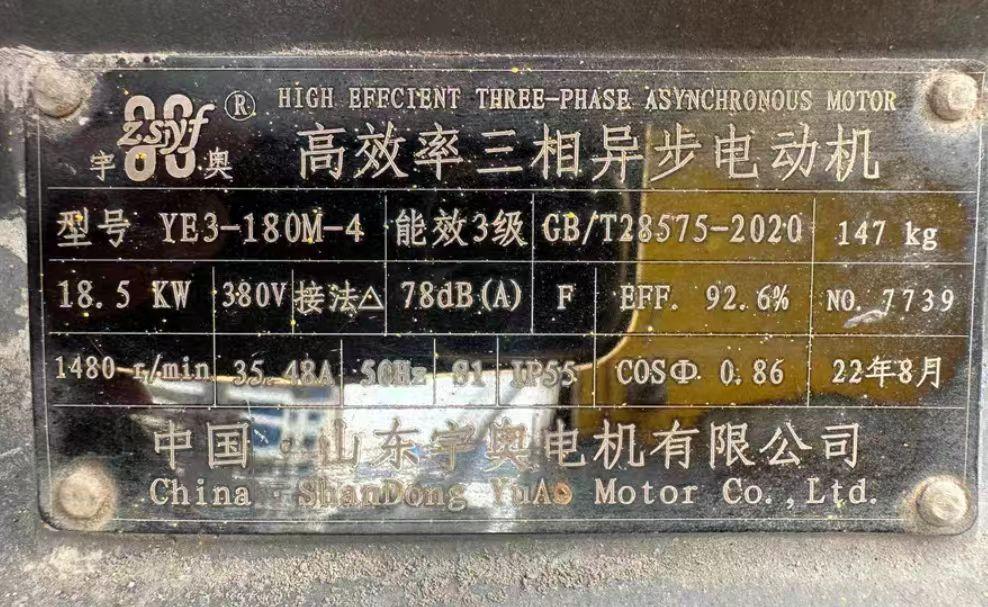 zsyf ® HIGH EFFCIENT THREE-PHASE ASYNCHRONOUS MOTOR
宇 奥 高效率三相异步电动机
型号 YE3-180M-4 能效3级 GB/T28575-2020 147 kg
18.5 KW 380V 接法△ 78dB(A) F EFF. 92.6% NO. 7739
1480 r/min 35.48A 50Hz S1 IP55 COSΦ 0.86 22年8月
中国·山东宇奥电机有限公司
China ShanDong YuAo Motor Co.,Ltd.